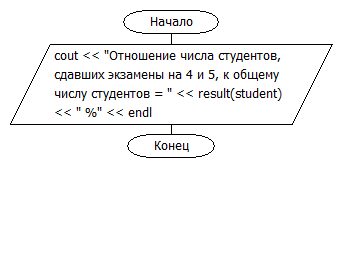 Начало
cout << "Отношение числа студентов,
сдавших экзамены на 4 и 5, к общему
числу студентов = " << result(student)
<< " %" << endl
Конец